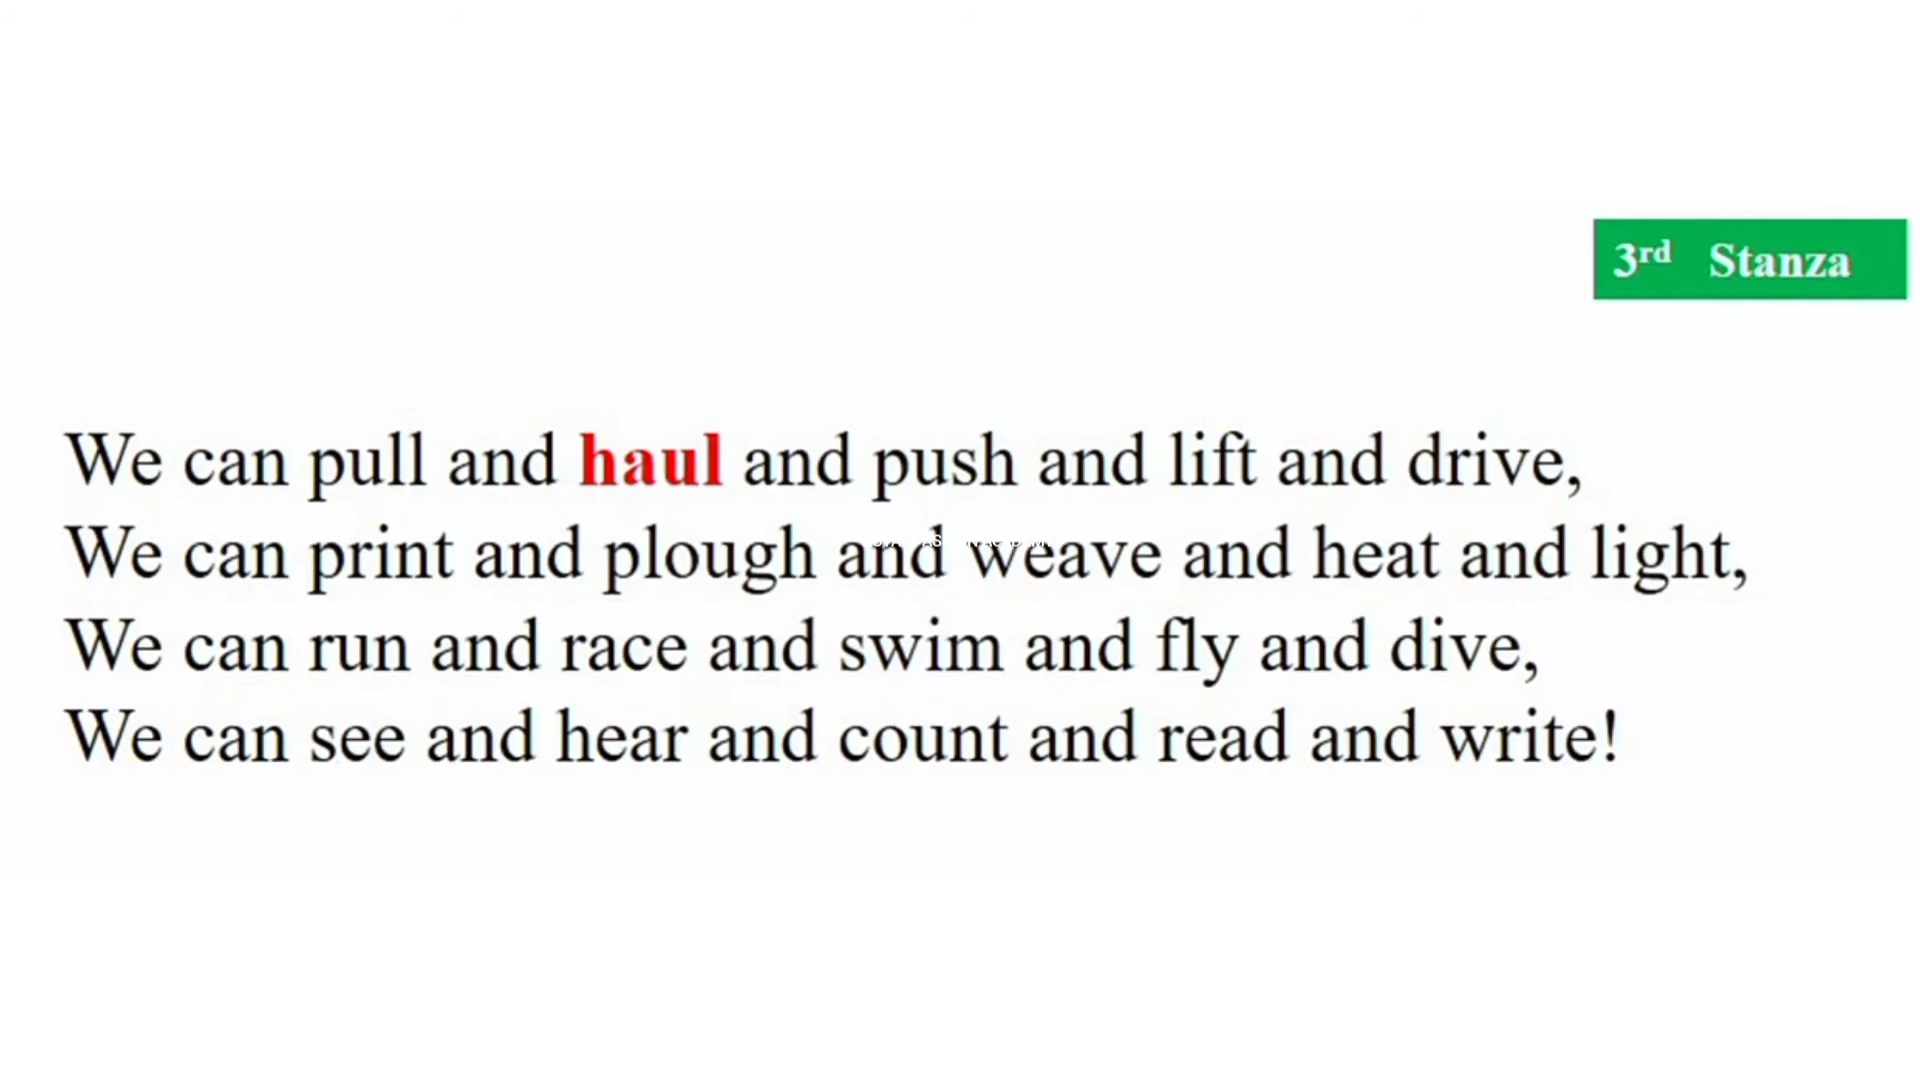 3rd Stanza
We can pull and haul and push and lift and drive,
We can print and plough and weave and heat and light,
We can run and race and swim and fly and dive,
We can see and hear and count and read and write!